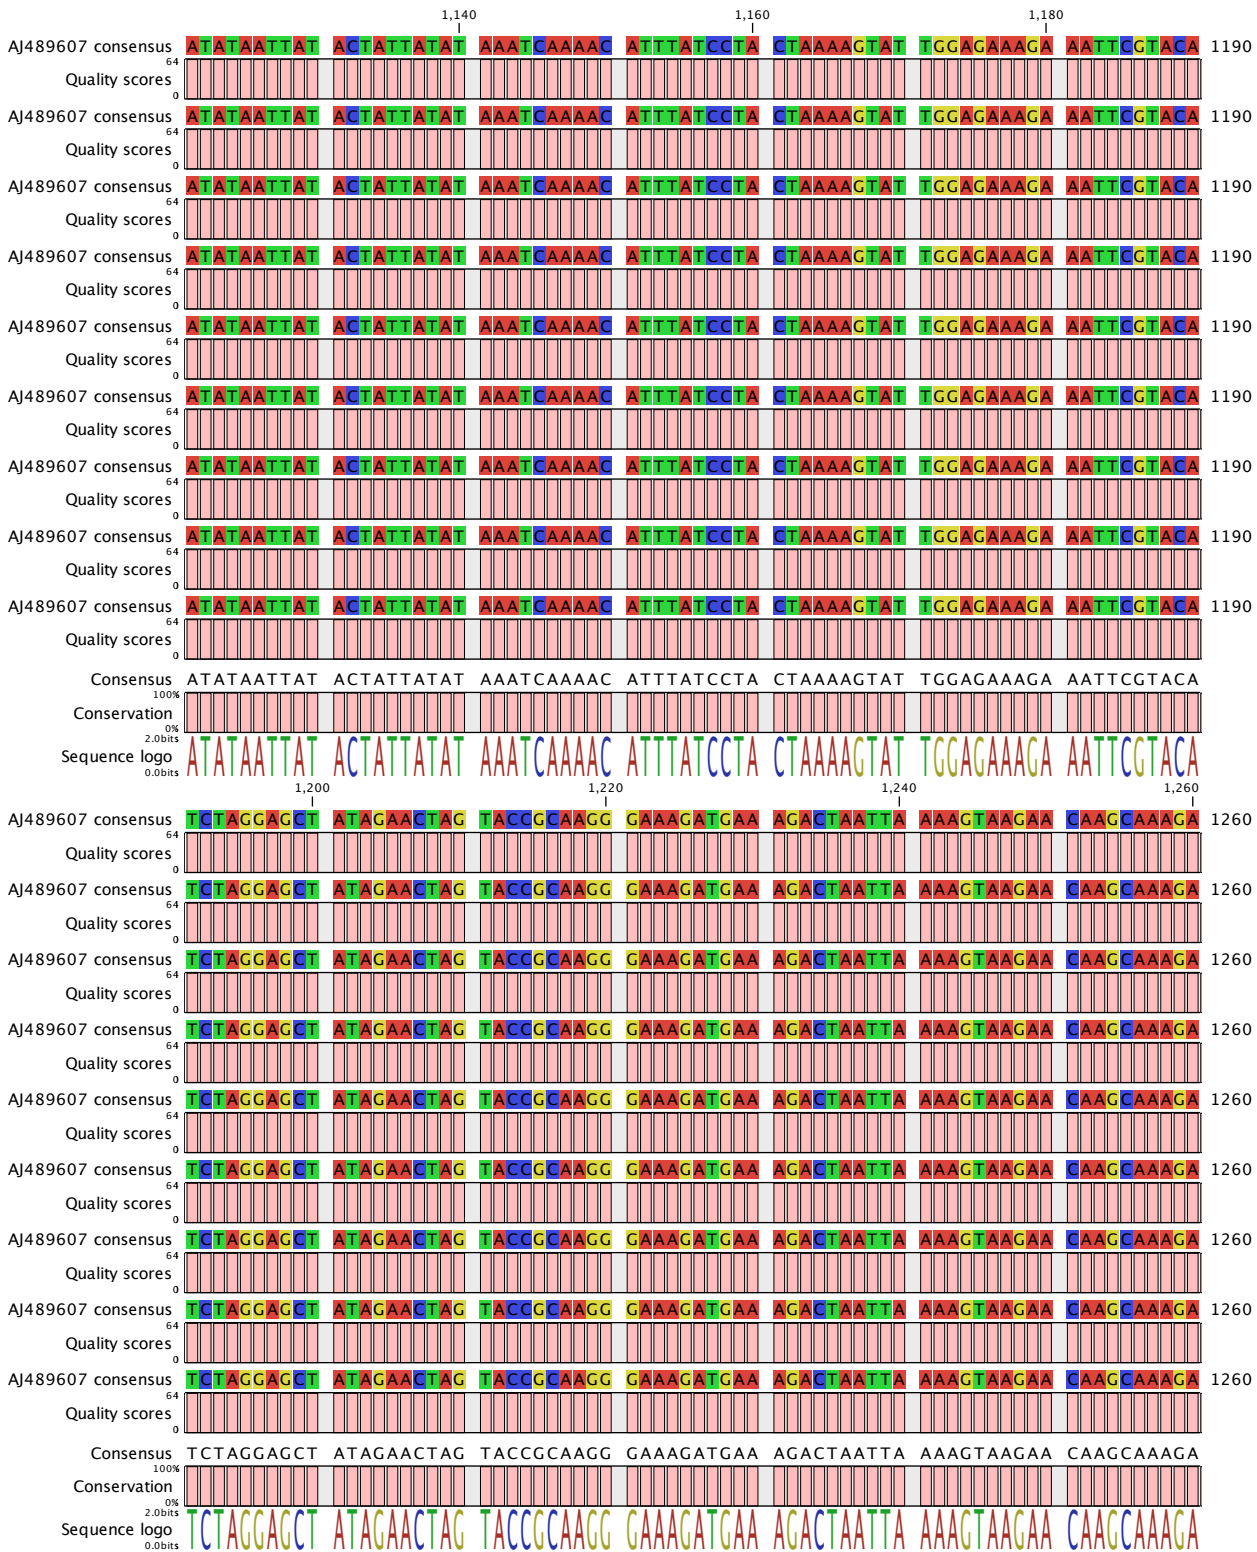 1,140 1,160 1,180
AJ489607 consensus ATATAATTAT ACTATTATAT AAATCAAAAC ATTTATCCTA CTAAAAGTAT TGGAGAAAGA AATTCGTACA 1190
64
Quality scores
0
AJ489607 consensus ATATAATTAT ACTATTATAT AAATCAAAAC ATTTATCCTA CTAAAAGTAT TGGAGAAAGA AATTCGTACA 1190
64
Quality scores
0
AJ489607 consensus ATATAATTAT ACTATTATAT AAATCAAAAC ATTTATCCTA CTAAAAGTAT TGGAGAAAGA AATTCGTACA 1190
64
Quality scores
0
AJ489607 consensus ATATAATTAT ACTATTATAT AAATCAAAAC ATTTATCCTA CTAAAAGTAT TGGAGAAAGA AATTCGTACA 1190
64
Quality scores
0
AJ489607 consensus ATATAATTAT ACTATTATAT AAATCAAAAC ATTTATCCTA CTAAAAGTAT TGGAGAAAGA AATTCGTACA 1190
64
Quality scores
0
AJ489607 consensus ATATAATTAT ACTATTATAT AAATCAAAAC ATTTATCCTA CTAAAAGTAT TGGAGAAAGA AATTCGTACA 1190
64
Quality scores
0
AJ489607 consensus ATATAATTAT ACTATTATAT AAATCAAAAC ATTTATCCTA CTAAAAGTAT TGGAGAAAGA AATTCGTACA 1190
64
Quality scores
0
AJ489607 consensus ATATAATTAT ACTATTATAT AAATCAAAAC ATTTATCCTA CTAAAAGTAT TGGAGAAAGA AATTCGTACA 1190
64
Quality scores
0
AJ489607 consensus ATATAATTAT ACTATTATAT AAATCAAAAC ATTTATCCTA CTAAAAGTAT TGGAGAAAGA AATTCGTACA 1190
64
Quality scores
0
Consensus ATATAATTAT ACTATTATAT AAATCAAAAC ATTTATCCTA CTAAAAGTAT TGGAGAAAGA AATTCGTACA
100%
Conservation
0%
2.0bits
Sequence logo ATATAATTAT ACTATTATAT AAATCAAAAC ATTTATCCTA CTAAAAGTAT TGGAGAAAGA AATTCGTACA
0.0bits
1,200 1,220 1,240 1,260
AJ489607 consensus TCTAGGAGCT ATAGAACTAG TACCGCAAGG GAAAGATGAA AGACTAATTA AAAGTAAGAA CAAGCAAAGA 1260
64
Quality scores
0
AJ489607 consensus TCTAGGAGCT ATAGAACTAG TACCGCAAGG GAAAGATGAA AGACTAATTA AAAGTAAGAA CAAGCAAAGA 1260
64
Quality scores
0
AJ489607 consensus TCTAGGAGCT ATAGAACTAG TACCGCAAGG GAAAGATGAA AGACTAATTA AAAGTAAGAA CAAGCAAAGA 1260
64
Quality scores
0
AJ489607 consensus TCTAGGAGCT ATAGAACTAG TACCGCAAGG GAAAGATGAA AGACTAATTA AAAGTAAGAA CAAGCAAAGA 1260
64
Quality scores
0
AJ489607 consensus TCTAGGAGCT ATAGAACTAG TACCGCAAGG GAAAGATGAA AGACTAATTA AAAGTAAGAA CAAGCAAAGA 1260
64
Quality scores
0
AJ489607 consensus TCTAGGAGCT ATAGAACTAG TACCGCAAGG GAAAGATGAA AGACTAATTA AAAGTAAGAA CAAGCAAAGA 1260
64
Quality scores
0
AJ489607 consensus TCTAGGAGCT ATAGAACTAG TACCGCAAGG GAAAGATGAA AGACTAATTA AAAGTAAGAA CAAGCAAAGA 1260
64
Quality scores
0
AJ489607 consensus TCTAGGAGCT ATAGAACTAG TACCGCAAGG GAAAGATGAA AGACTAATTA AAAGTAAGAA CAAGCAAAGA 1260
64
Quality scores
0
AJ489607 consensus TCTAGGAGCT ATAGAACTAG TACCGCAAGG GAAAGATGAA AGACTAATTA AAAGTAAGAA CAAGCAAAGA 1260
64
Quality scores
0
Consensus TCTAGGAGCT ATAGAACTAG TACCGCAAGG GAAAGATGAA AGACTAATTA AAAGTAAGAA CAAGCAAAGA
100%
Conservation
0%
2.0bits
Sequence logo TCTAGGAGCT ATAGAACTAG TACCGCAAGG GAAAGATGAA AGACTAATTA AAAGTAAGAA CAAGCAAAGA
0.0bits